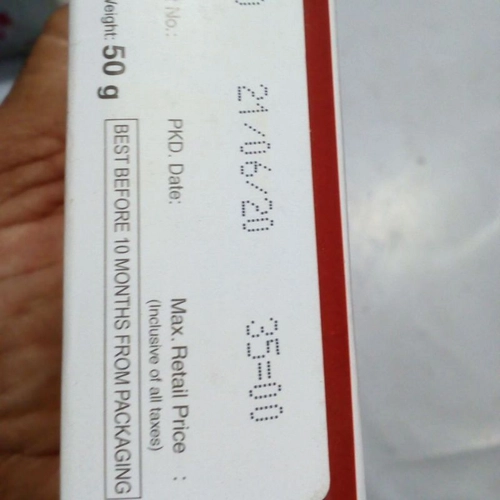 No.:
21/06/20
35=00
PKD. Date:
Max. Retail Price :
(Inclusive of all taxes)
Weight: 50 g
BEST BEFORE 10 MONTHS FROM PACKAGING